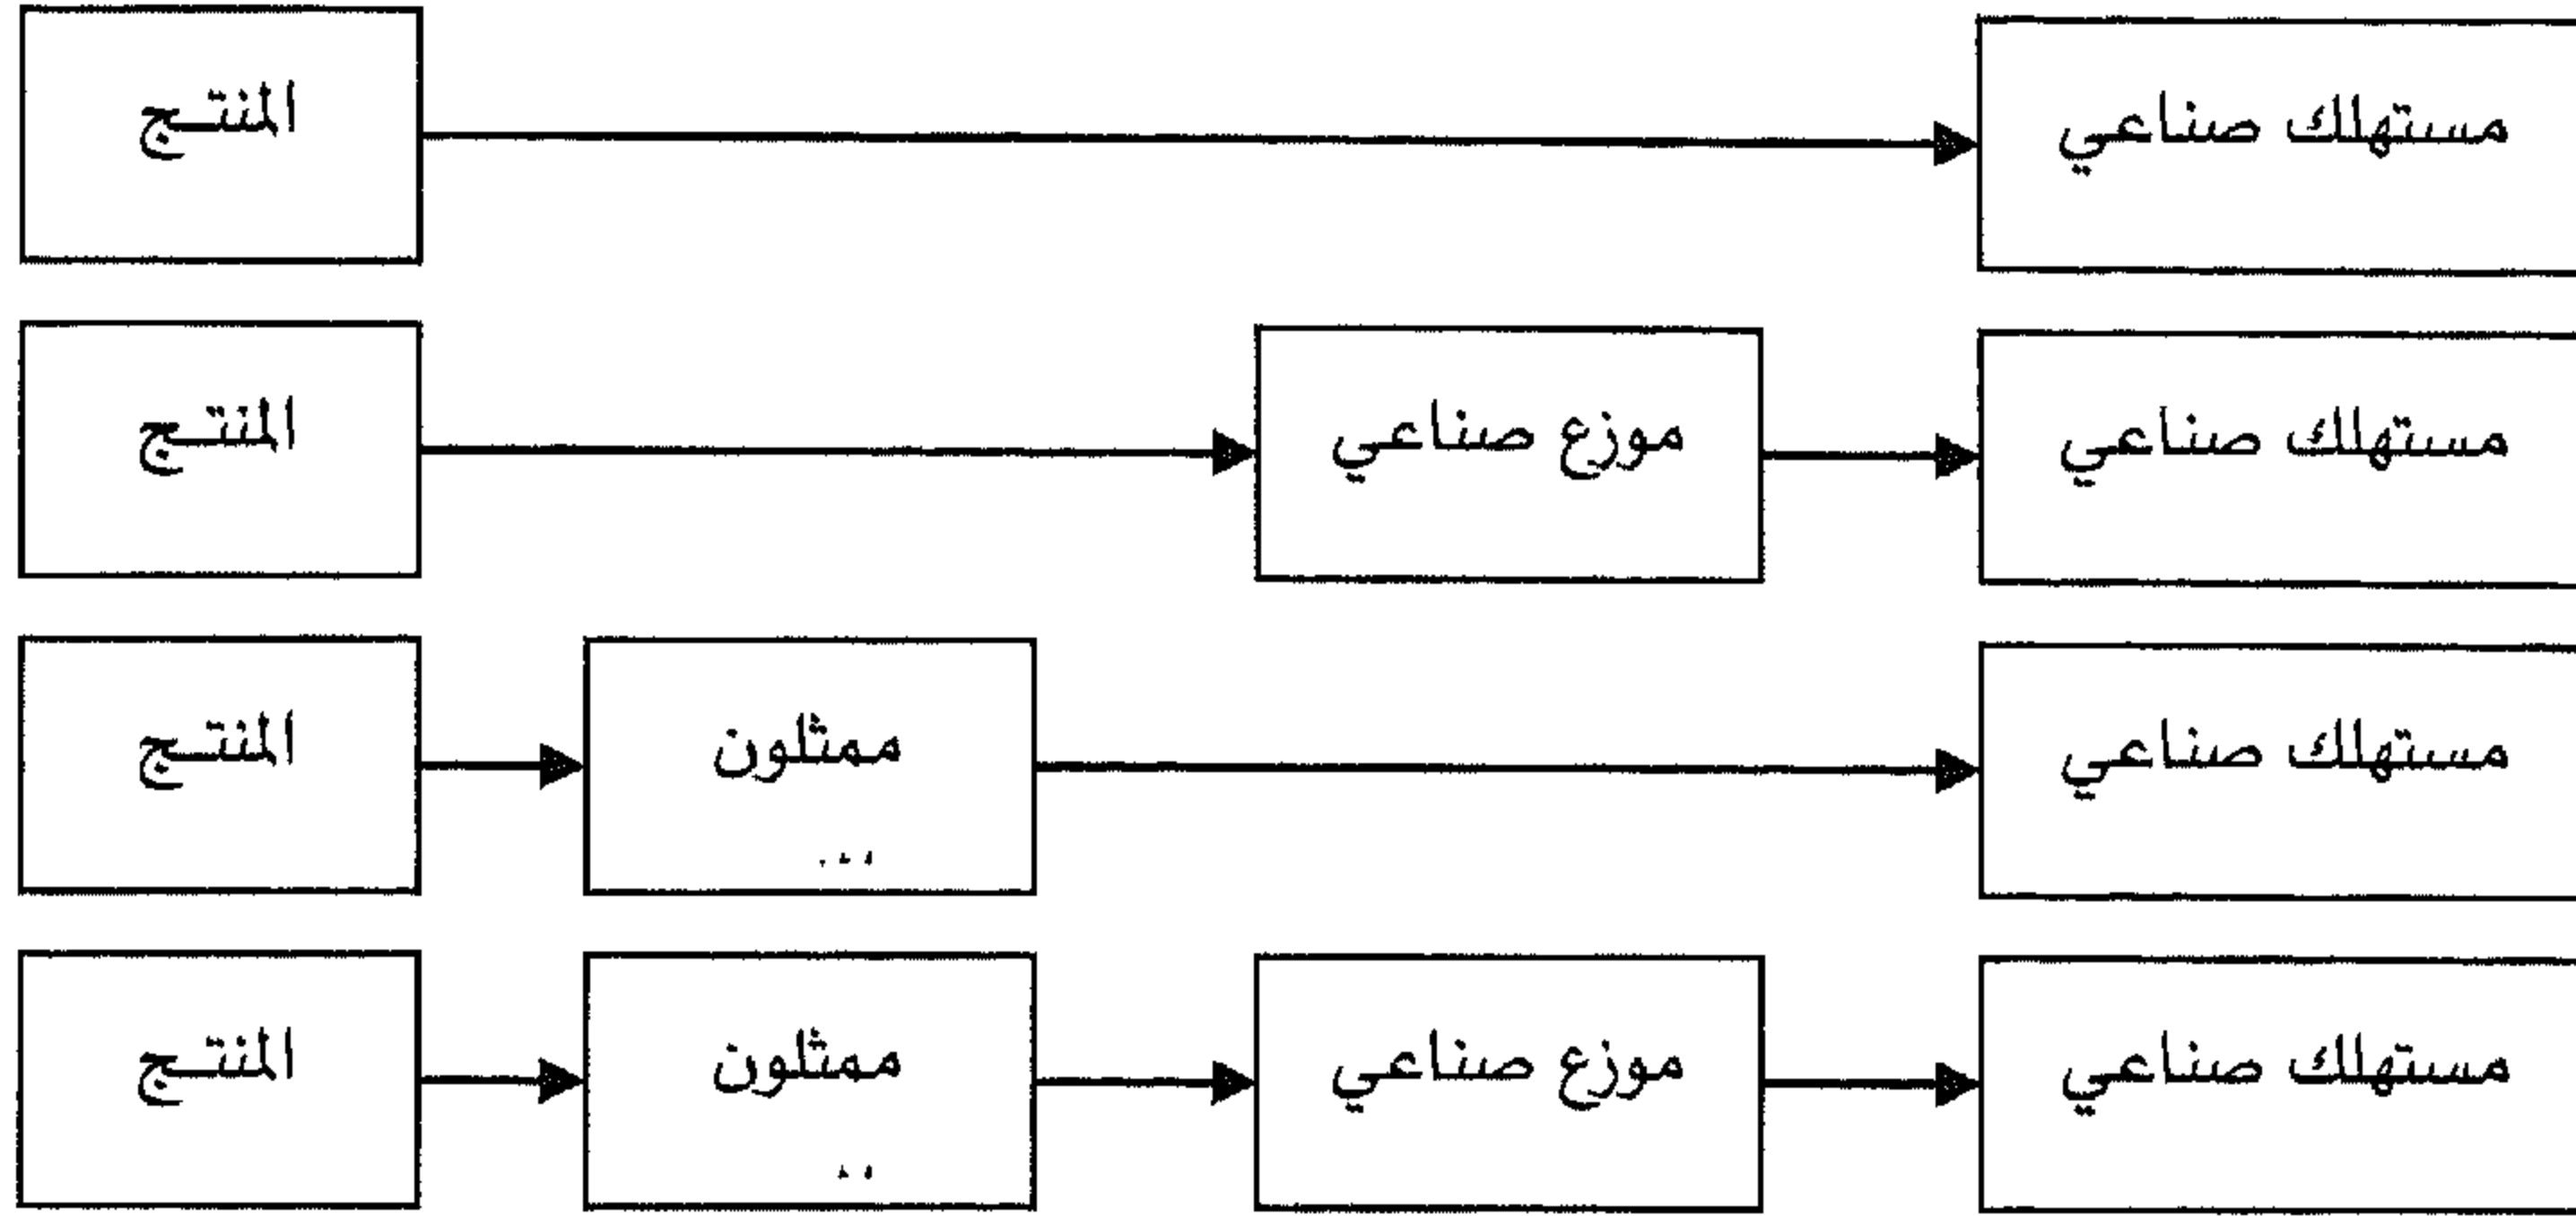 المنتج
مستهلك صناعي
المنتج
موزع صناعي
مستهلك صناعي
المنتج
ممثلون
...
مستهلك صناعي
المنتج
ممثلون
..
موزع صناعي
مستهلك صناعي